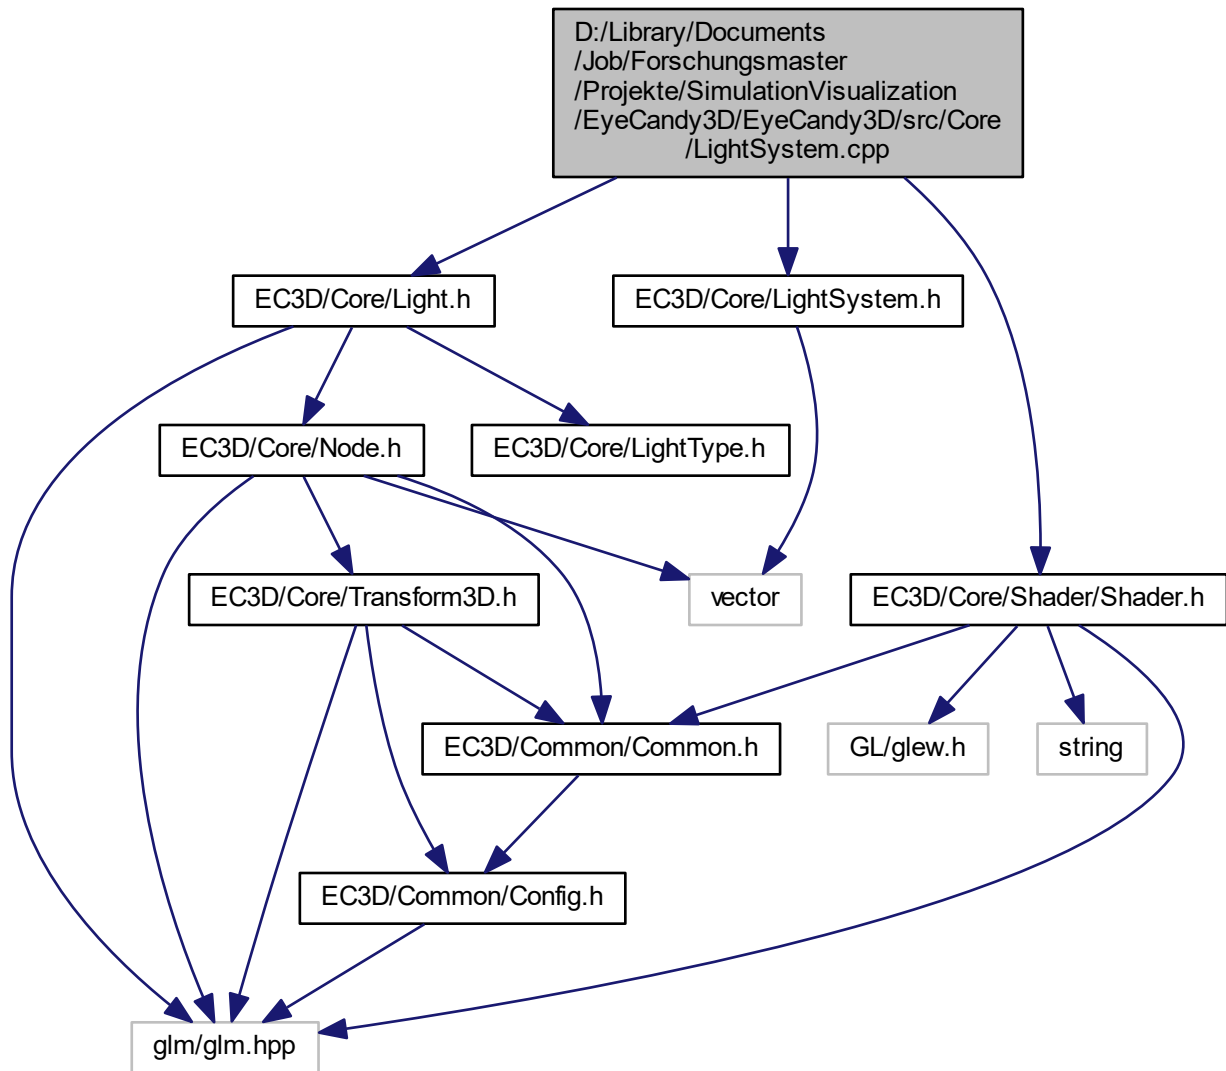 D:/Library/Documents
/Job/Forschungsmaster
/Projekte/SimulationVisualization
/EyeCandy3D/EyeCandy3D/src/Core
/LightSystem.cpp
EC3D/Core/Light.h
EC3D/Core/LightSystem.h
EC3D/Core/Node.h
EC3D/Core/LightType.h
EC3D/Core/Transform3D.h
vector
EC3D/Core/Shader/Shader.h
EC3D/Common/Common.h
GL/glew.h
string
EC3D/Common/Config.h
glm/glm.hpp